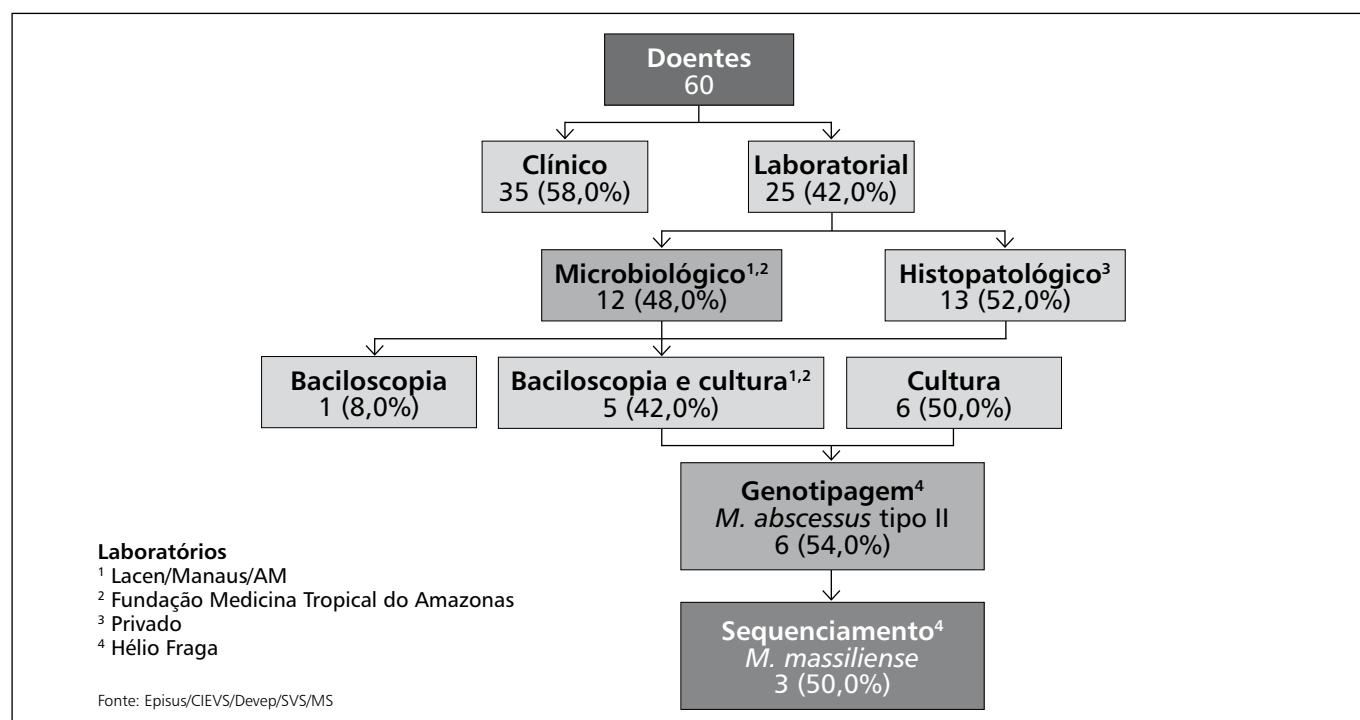 Doentes
60
Clínico
35 (58,0%)
Laboratorial
25 (42,0%)
Microbiológico1,2
12 (48,0%)
Histopatológico3
13 (52,0%)
Baciloscopia
1 (8,0%)
Baciloscopia e cultura1,2
5 (42,0%)
Cultura
6 (50,0%)
Genotipagem4
M. abscessus tipo II
6 (54,0%)
Sequenciamento4
M. massiliense
3 (50,0%)
Laboratórios
1 Lacen/Manaus/AM
2 Fundação Medicina Tropical do Amazonas
3 Privado
4 Hélio Fraga
Fonte: Episus/CIEVS/Devep/SVS/MS